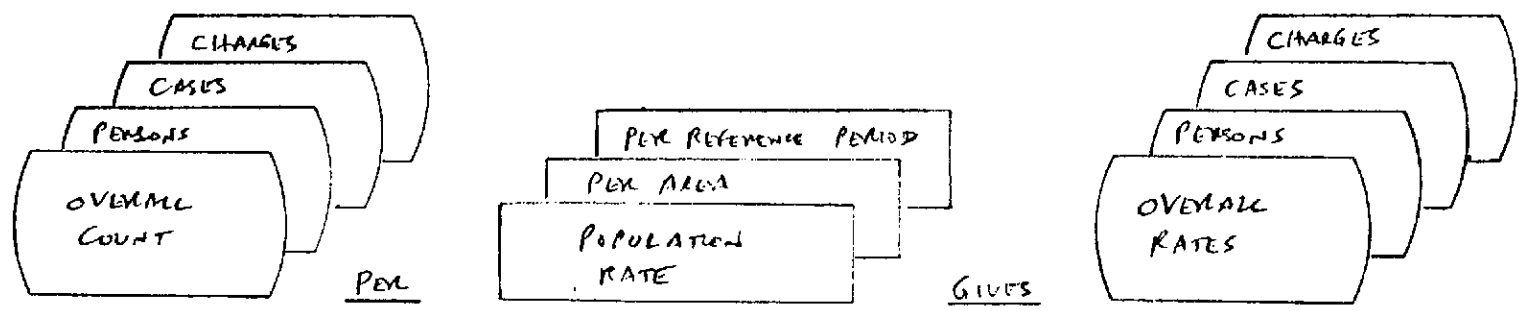 CHARGES
CASES
PERSONS
OVERALL
COUNT
PER
PER REFERENCE PERIOD
PER AREA
POPULATION
RATE
GIVES
CHARGES
CASES
PERSONS
OVERALL
RATES